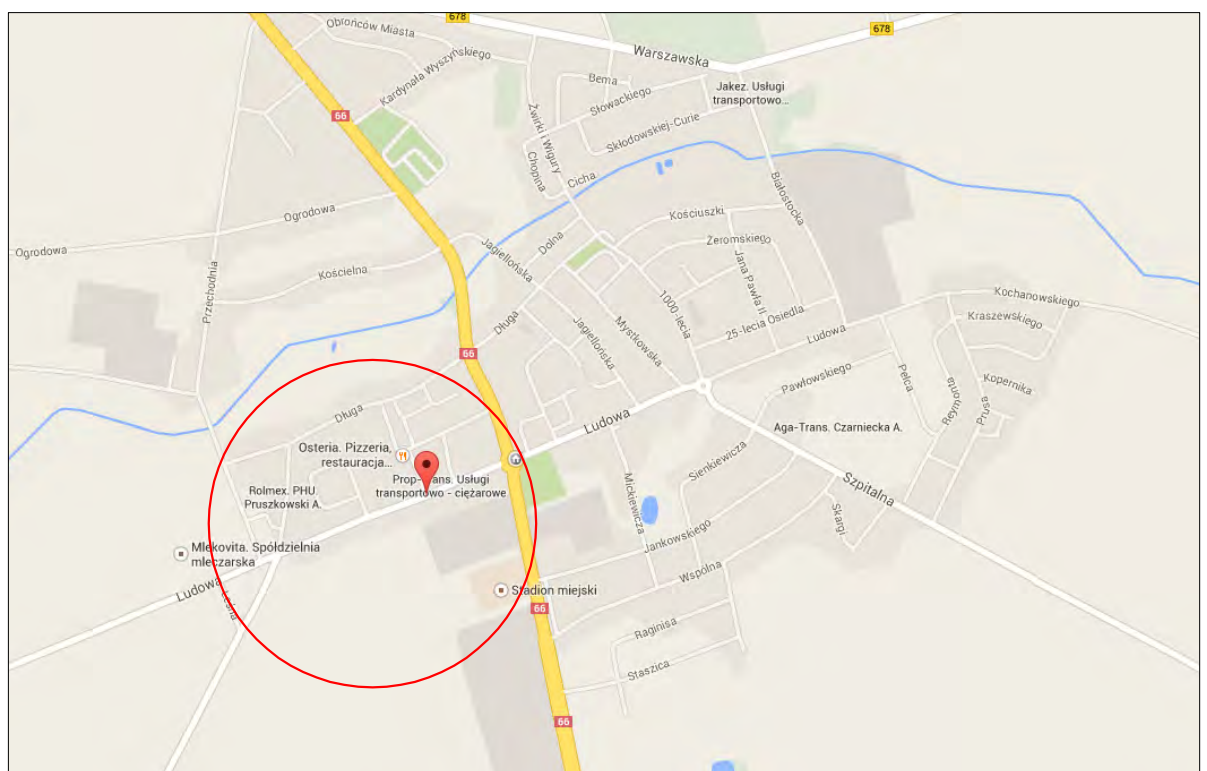 678
678
Obrońców Miasta
Warszawska
Kardynała Wyszyńskiego
Bema
Jakez. Usługi
transportowo...
Słowackiego
66
Żwirki i Wigury
Skłodowskiej-Curie
Chopina
Cicha
Białostocka
Ogrodowa
Kościuszki
Ogrodowa
Dolna
Żeromskiego
Jagiellońska
Kościelna
Jana Pawła II
Przechodnia
1000-lecia
Kochanowskiego
Długa
Jagiellońska
Mystkowska
25-lecia Osiedla
Ludowa
Kraszewskiego
66
Pawłowskiego
Pełca
Kopernika
Reymonta
Prusa
Długa
Ludowa
Aga-Trans. Czarniecka A.
Osteria. Pizzeria,
restauracja...
Sienkiewicza
Prop-Trans. Usługi
transportowo - ciężarowe
Szpitalna
Rolmex. PHU.
Pruszkowski A.
Mickiewicza
Skargi
Jankowskiego
Mlekovita. Spółdzielnia
mleczarska
Wspólna
Ludowa
Leśna
Stadion miejski
66
Raginisa
Staszica
66